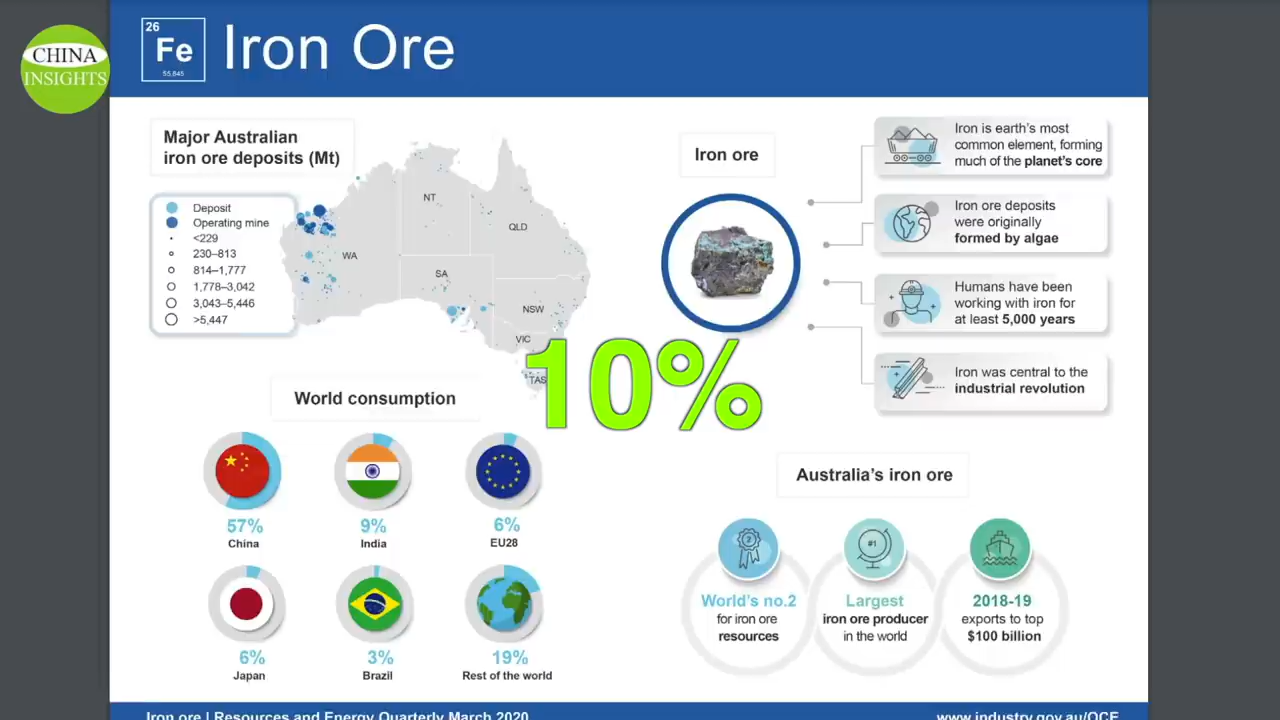 CHINA
INSIGHTS
26
Fe
55,845
Iron Ore
Major Australian
iron ore deposits (Mt)
Deposit
Operating mine
<229
230–813
814–1,777
1,778–3,042
3,043–5,446
>5,447
NT
QLD
WA
SA
NSW
VIC
TAS
Iron ore
Iron is earth's most
common element, forming
much of the planet's core
Iron ore deposits
were originally
formed by algae
Humans have been
working with iron for
at least 5,000 years
Iron was central to the
industrial revolution
10%
World consumption
57%
China
9%
India
6%
EU28
6%
Japan
3%
Brazil
19%
Rest of the world
Australia's iron ore
2
World's no.2
for iron ore
resources
#1
Largest
iron ore producer
in the world
2018-19
exports to top
$100 billion
Iron ore | Resources and Energy Quarterly March 2020
www.industry.gov.au/OCE